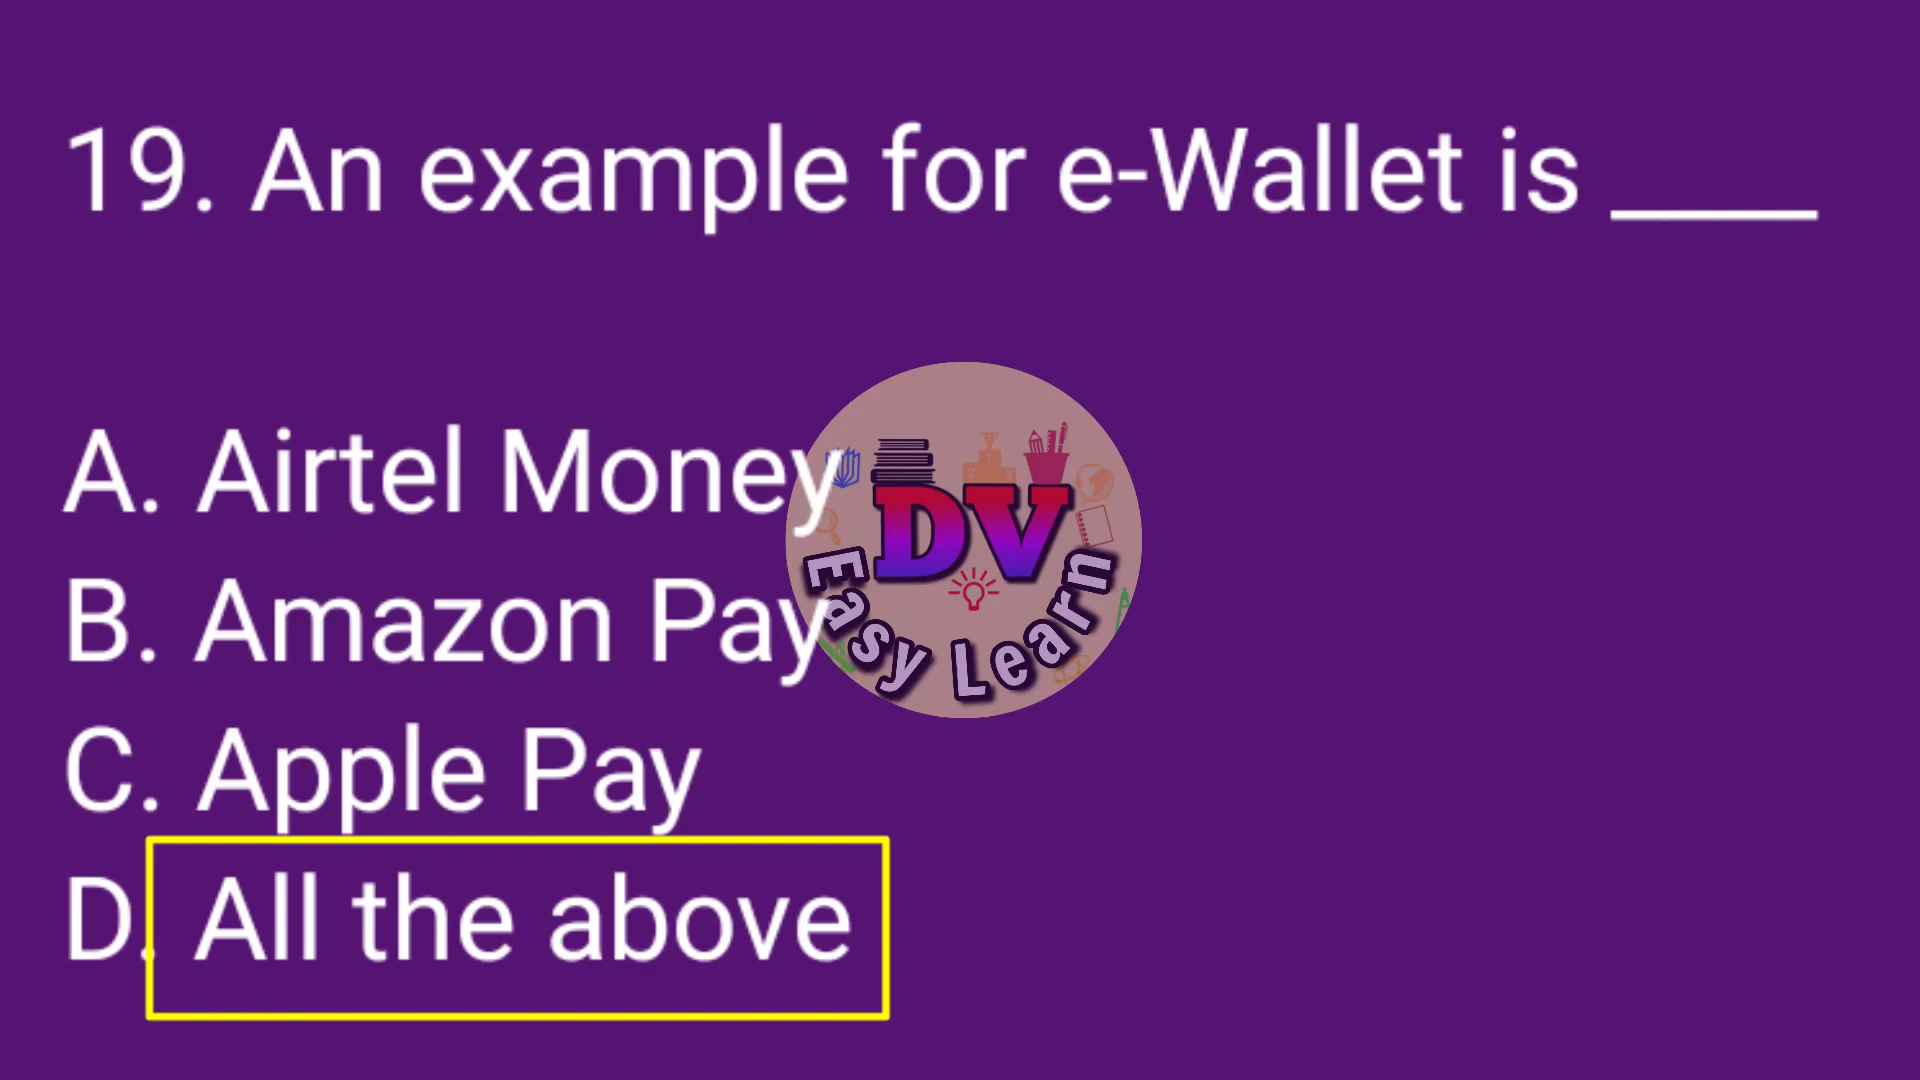 19. An example for e-Wallet is ____
A. Airtel Money
B. Amazon Pay
C. Apple Pay
D. All the above
DV
Easy Learn